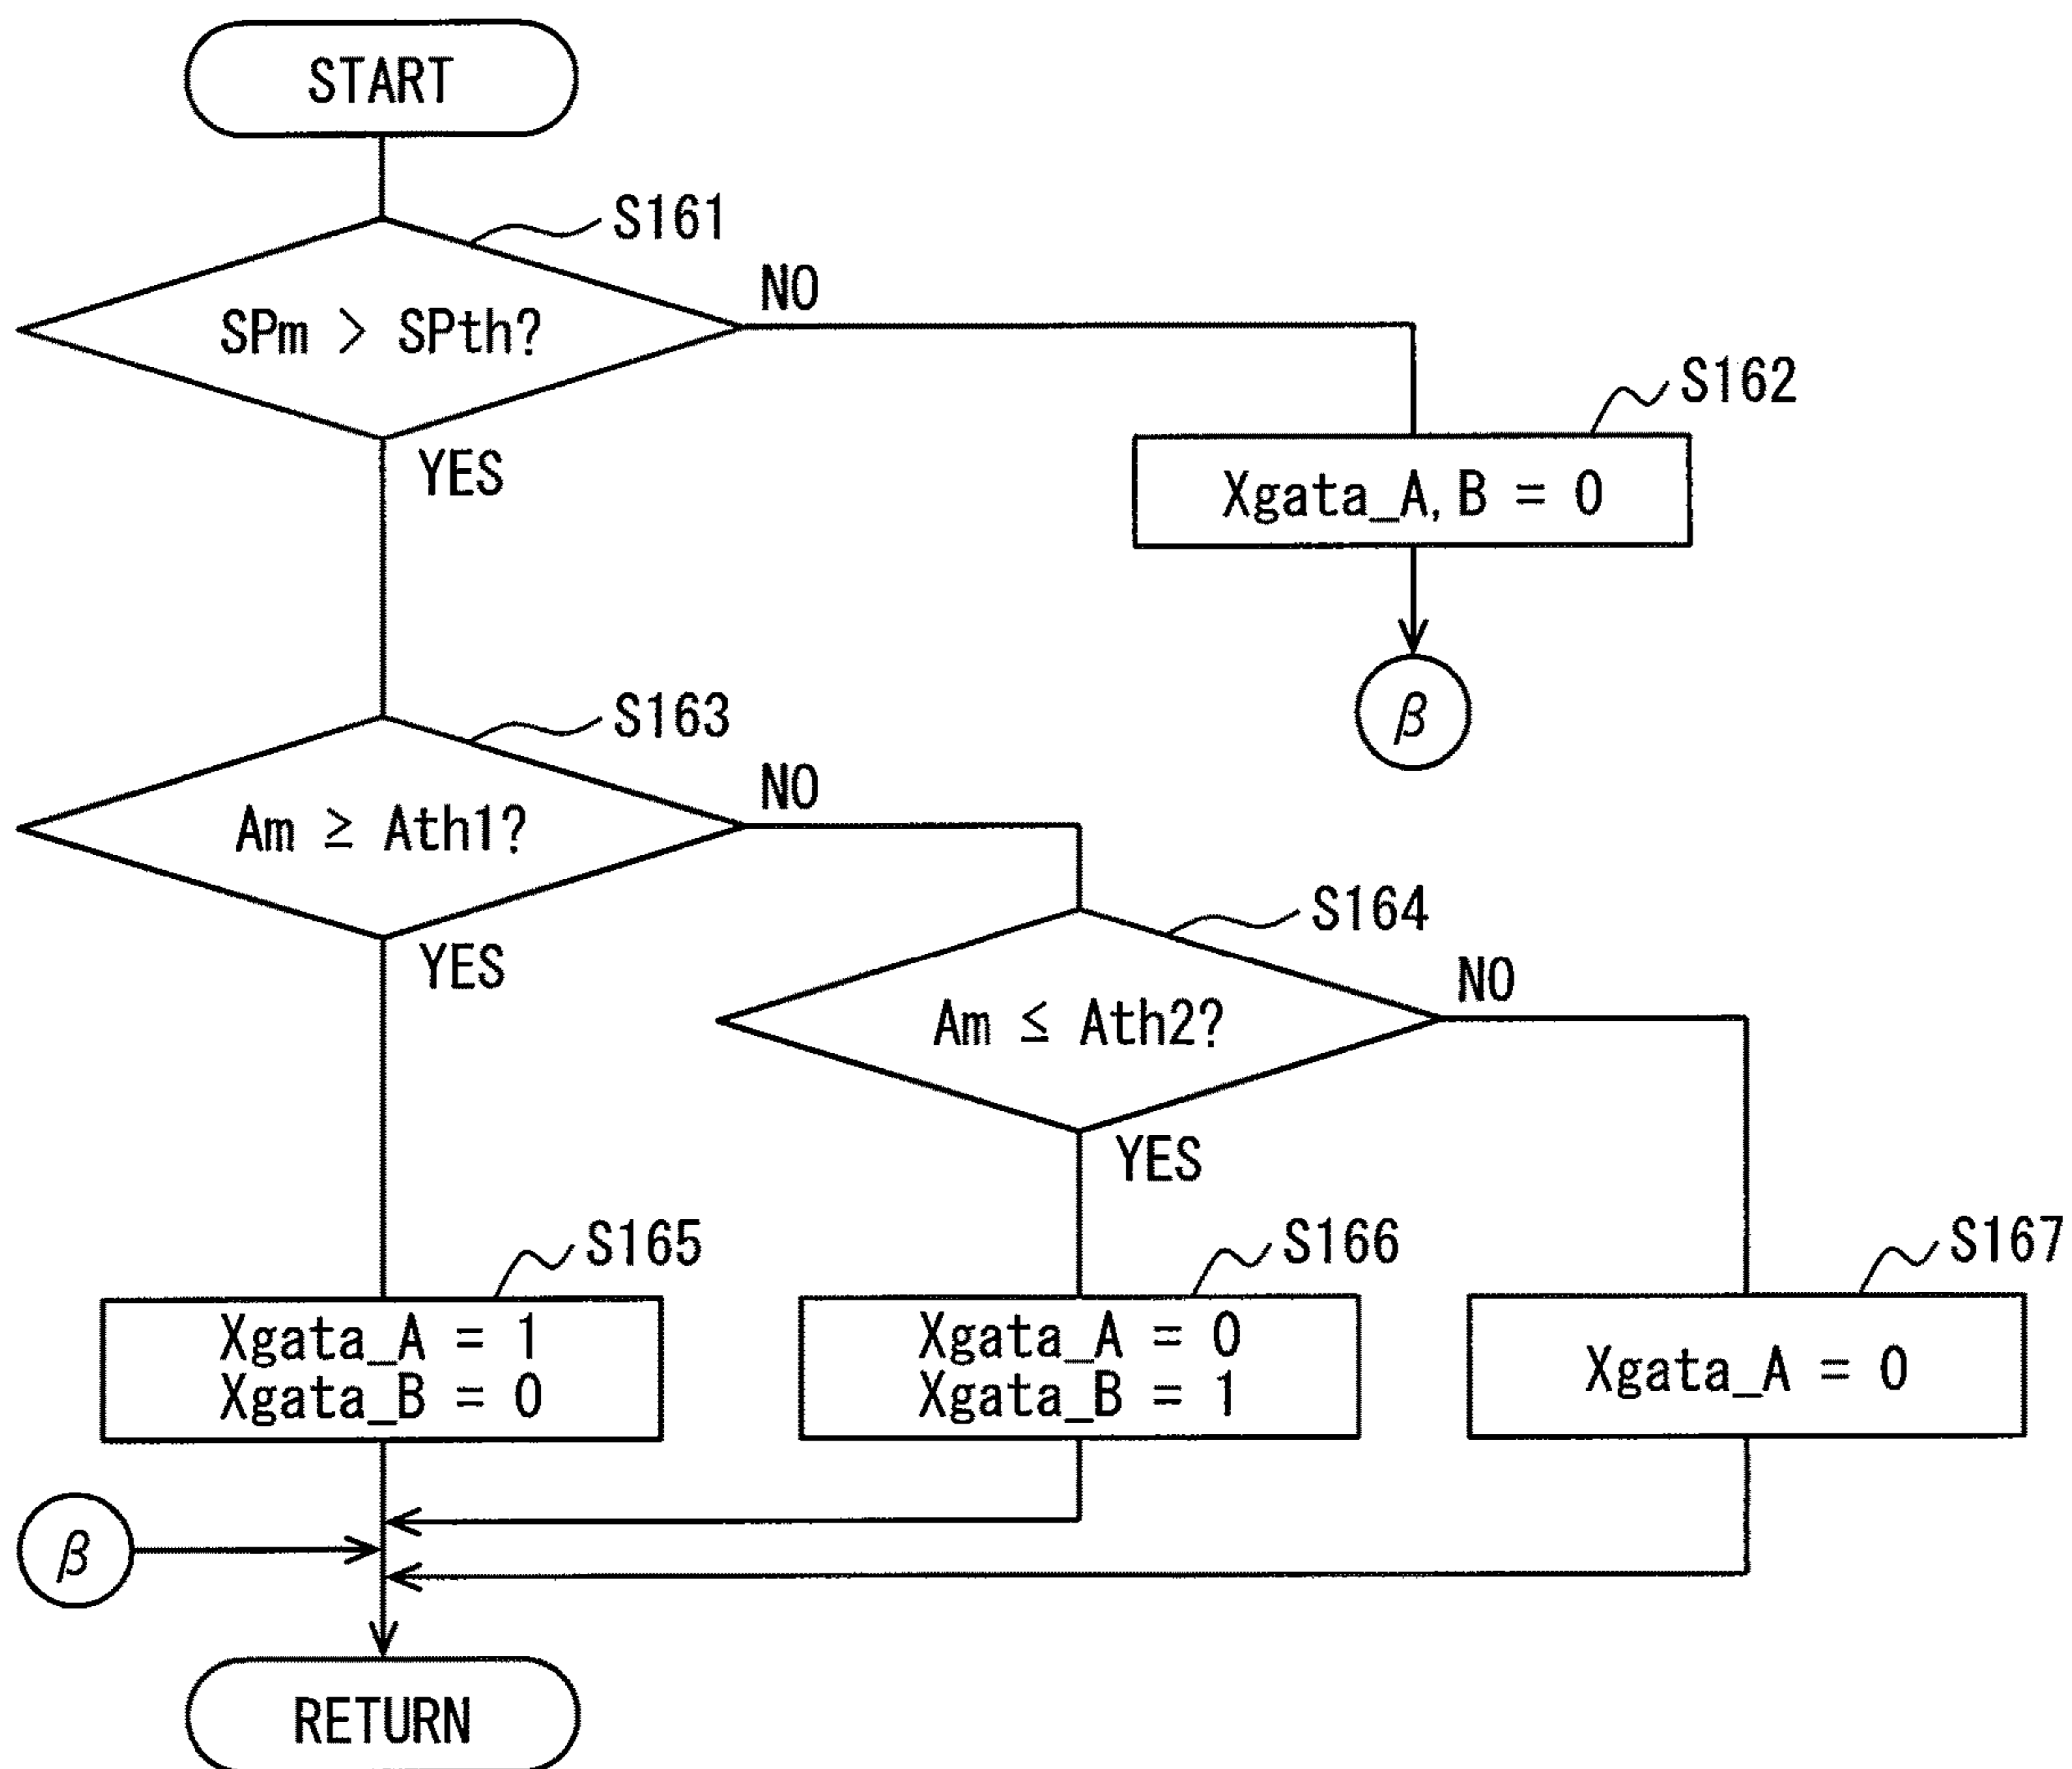 START
S161
SPm > SPth?
NO
YES
S162
Xgata_A, B = 0
β
S163
Am ≥ Ath1?
NO
YES
S164
Am ≤ Ath2?
NO
YES
S165
Xgata_A = 1
Xgata_B = 0
S166
Xgata_A = 0
Xgata_B = 1
S167
Xgata_A = 0
β
RETURN